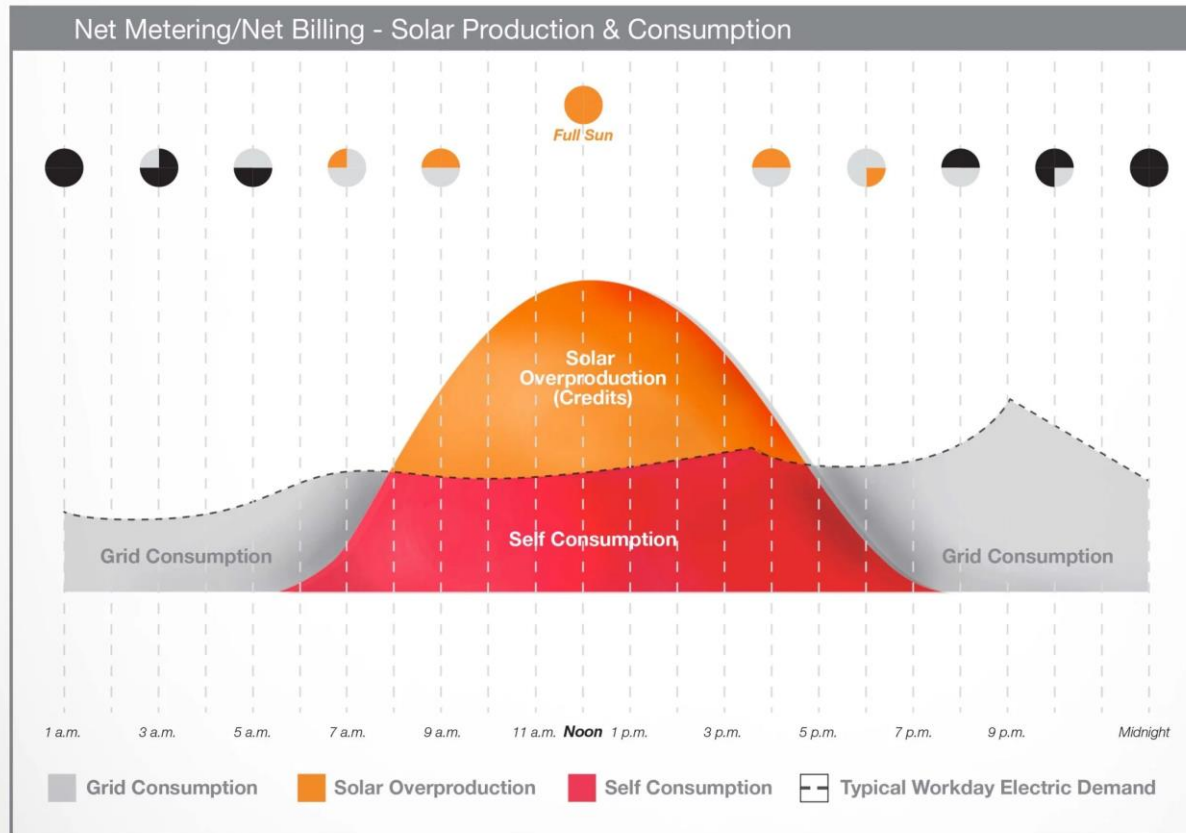 Net Metering/Net Billing - Solar Production & Consumption
Full Sun
Solar
Overproduction
(Credits)
Self Consumption
Grid Consumption
Grid Consumption
1 a.m. 3 a.m. 5 a.m. 7 a.m. 9 a.m. 11 a.m. Noon 1 p.m. 3 p.m. 5 p.m. 7 p.m. 9 p.m. Midnight
Grid Consumption Solar Overproduction Self Consumption Typical Workday Electric Demand